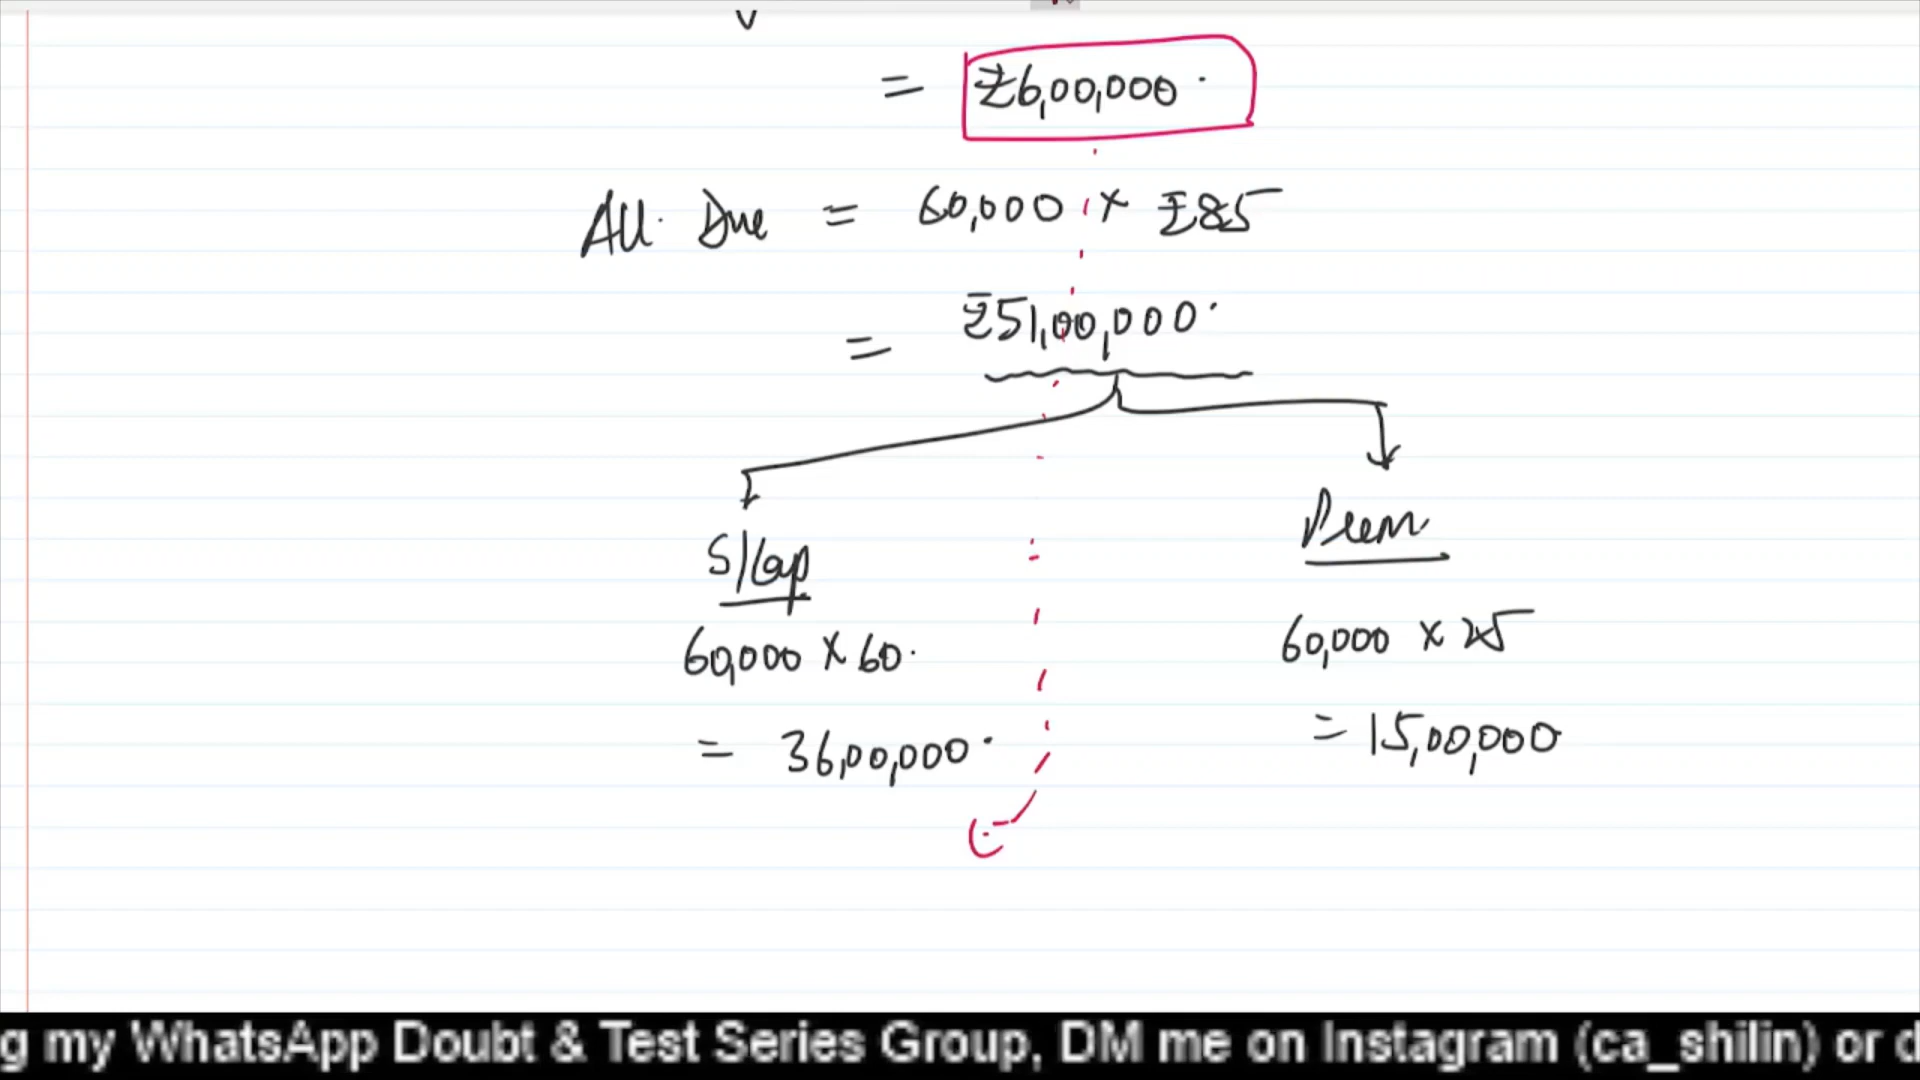 = ₹6,00,000.
All. Due = 60,000 × ₹85
= ₹51,00,000.
S/Cap
60,000 × 60.
= 36,00,000.
Prem
60,000 × 25
= 15,00,000
g my WhatsApp Doubt & Test Series Group, DM me on Instagram (ca_shilin) or d